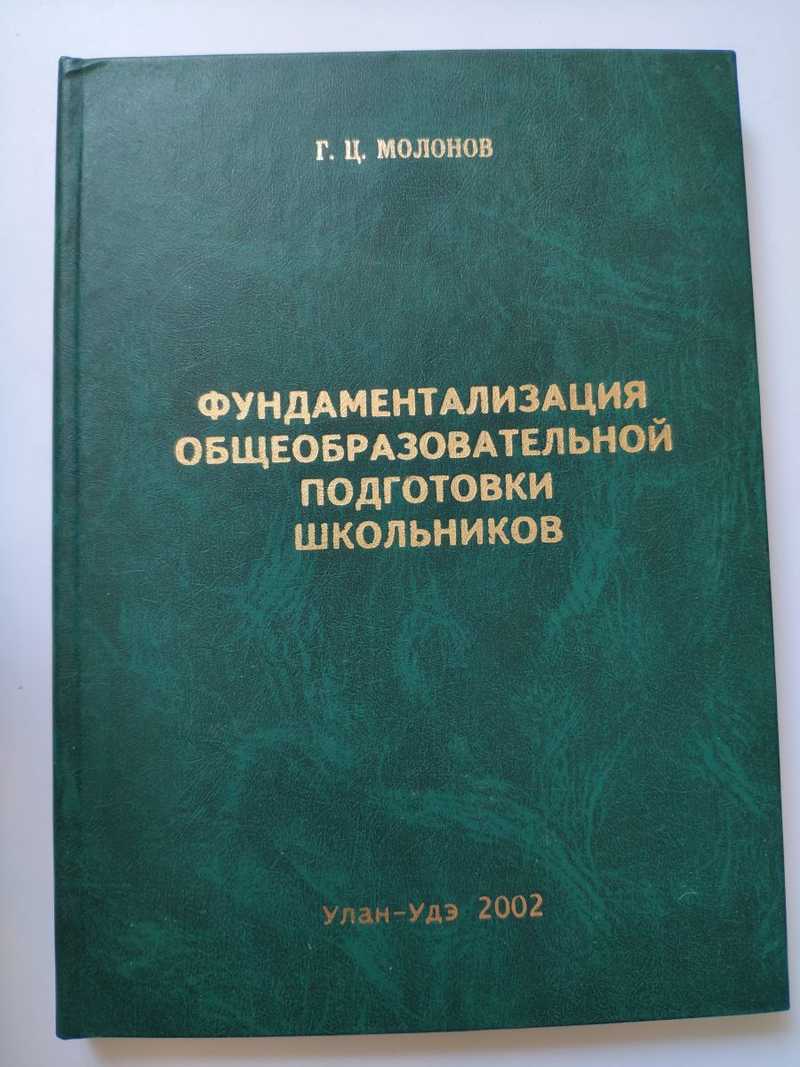 Г. Ц. МОЛОНОВ
ФУНДАМЕНТАЛИЗАЦИЯ
ОБЩЕОБРАЗОВАТЕЛЬНОЙ
ПОДГОТОВКИ
ШКОЛЬНИКОВ
Улан-Удэ 2002